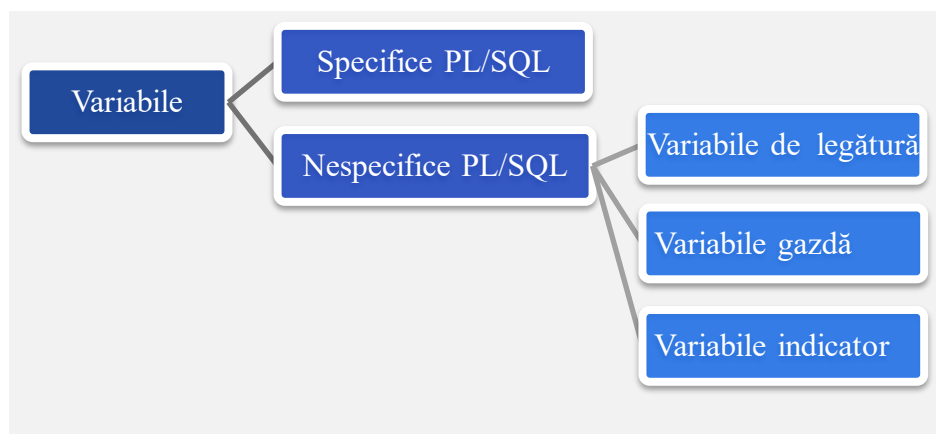 Variabile
Specifice PL/SQL
Nespecifice PL/SQL
Variabile de legătură
Variabile gazdă
Variabile indicator